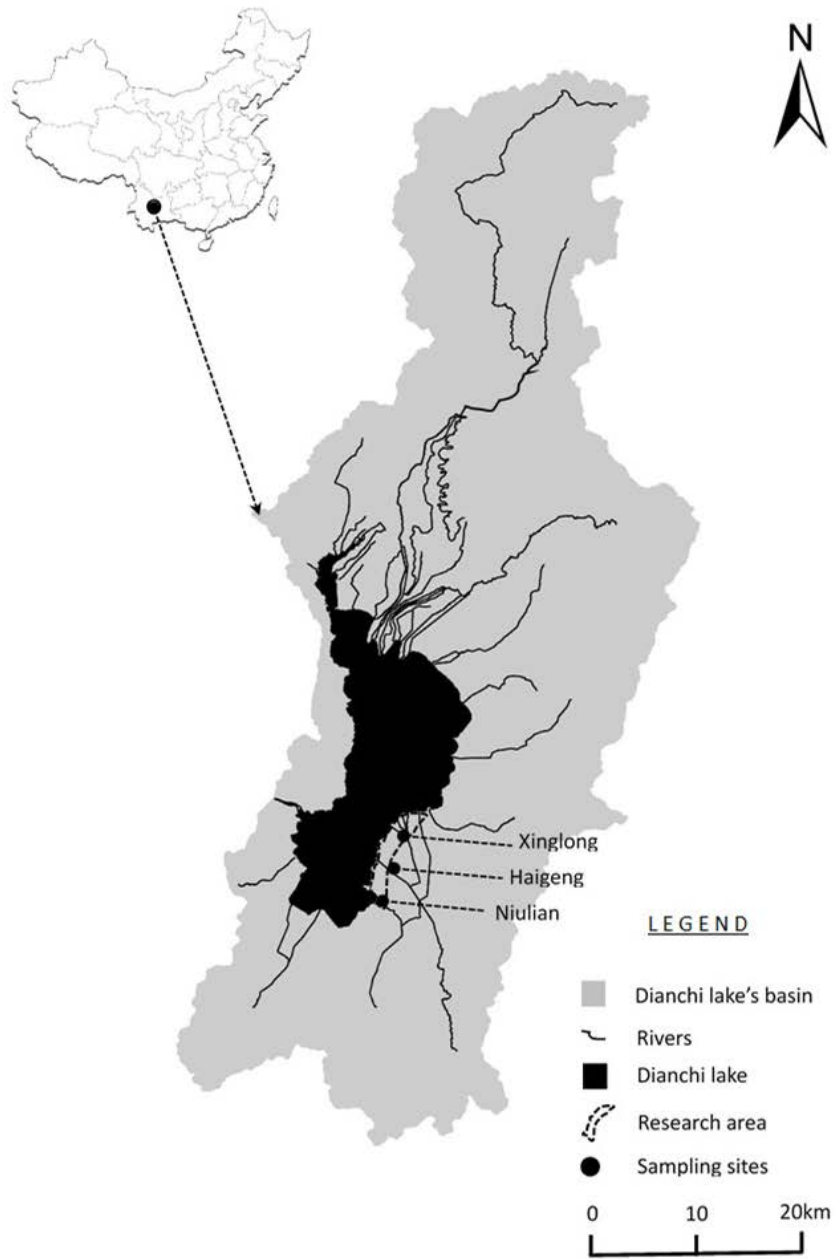 N
Xinglong
Haigeng
Niulian
LEGEND
Dianchi lake's basin
Rivers
Dianchi lake
Research area
Sampling sites
0 10 20km